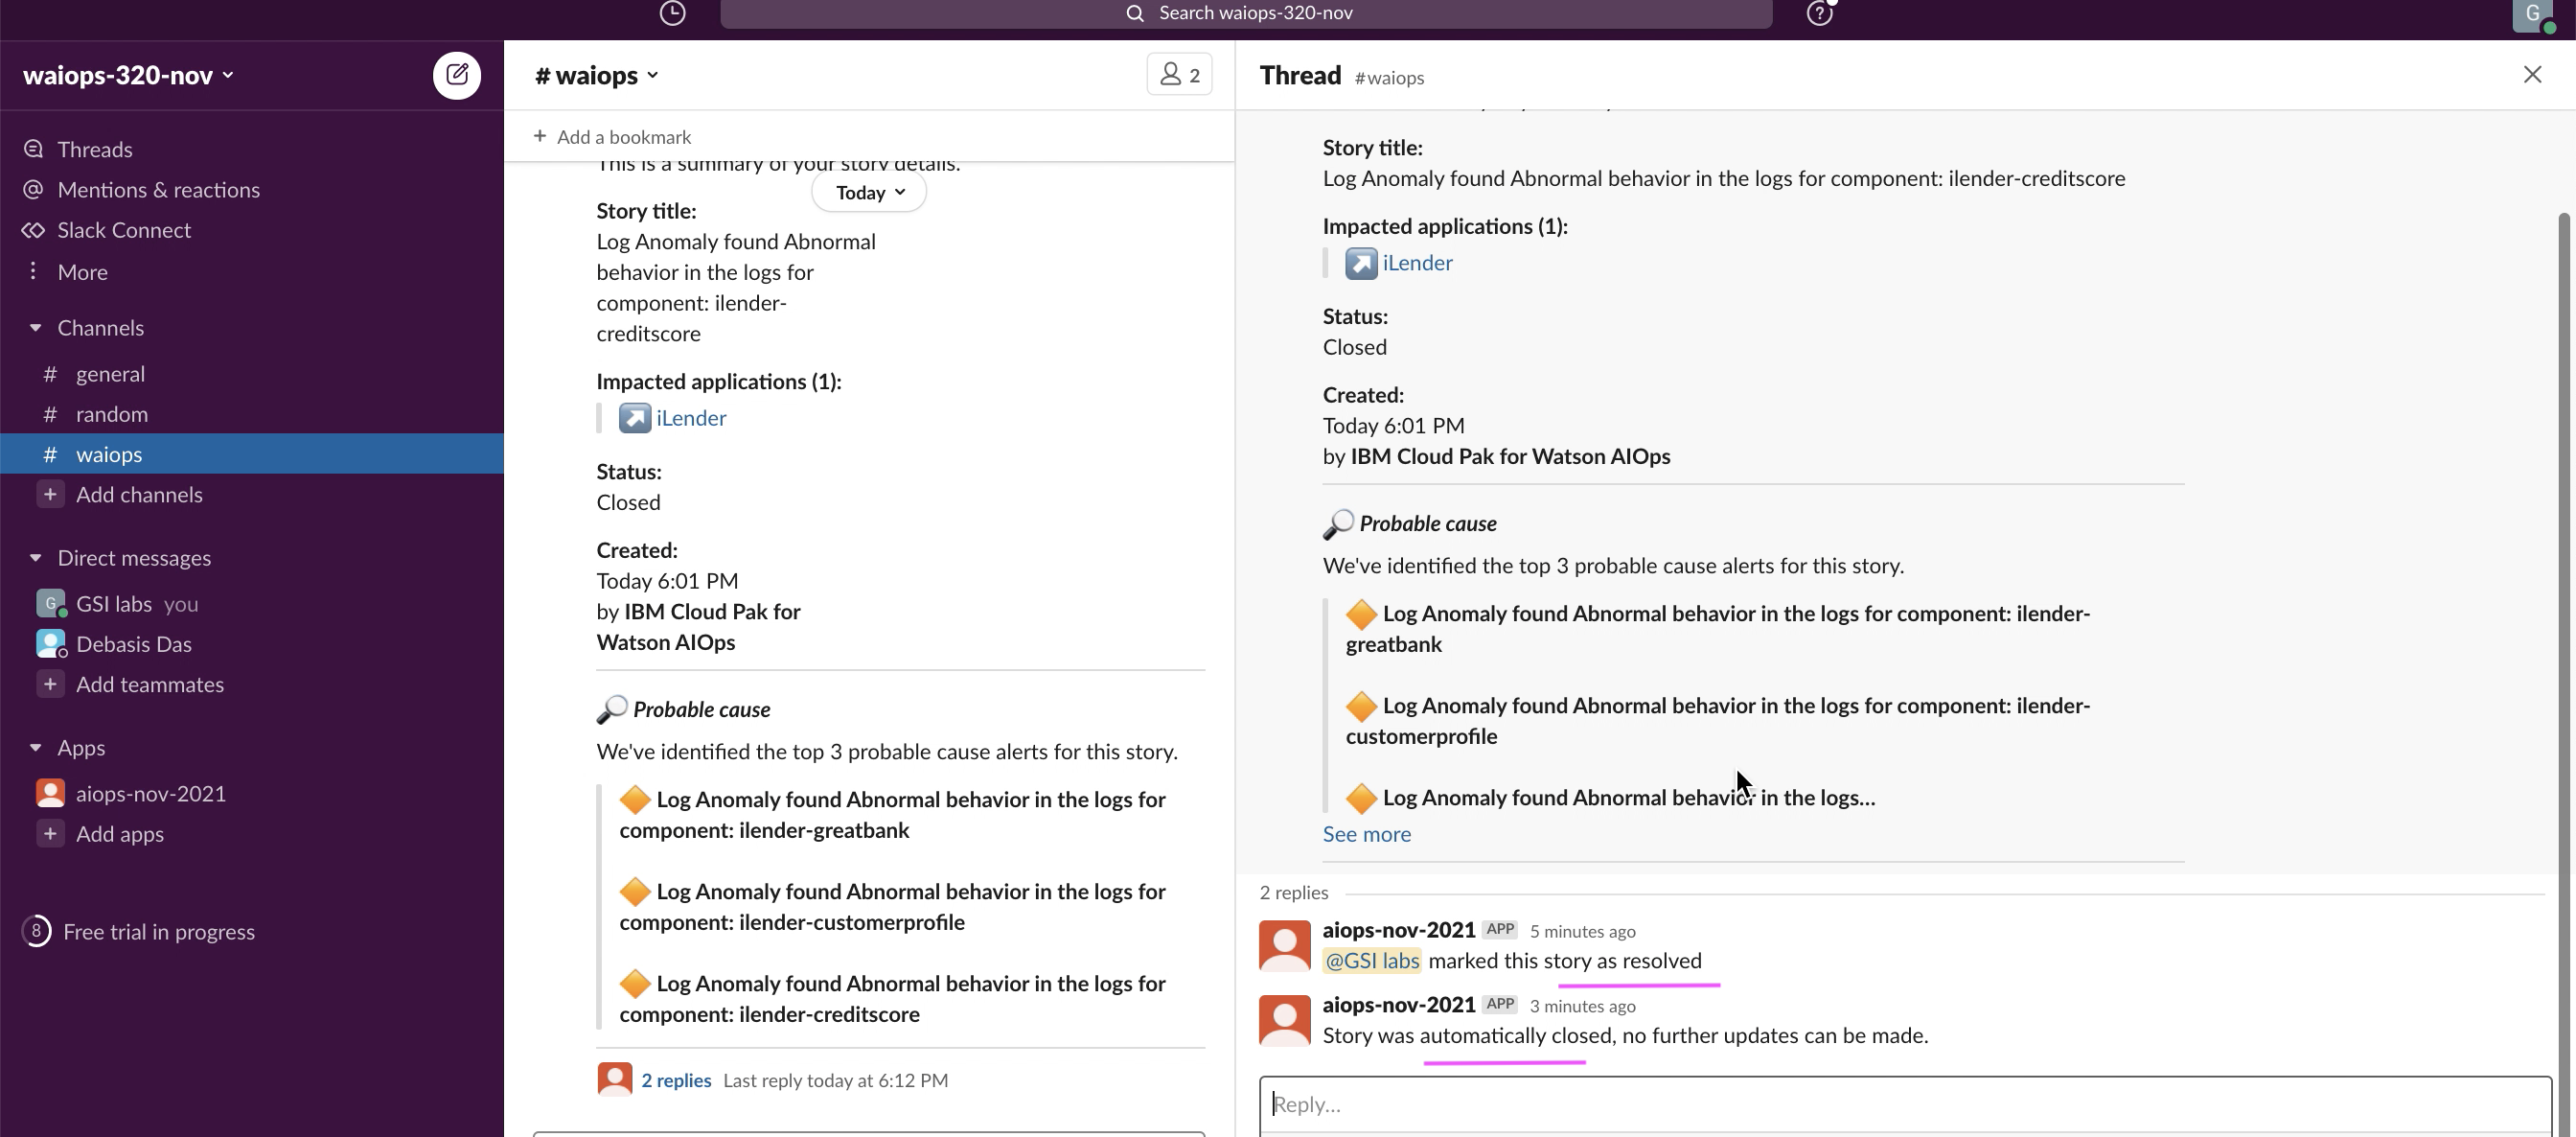 Search waiops-320-nov
G
waiops-320-nov
Threads
Mentions & reactions
Slack Connect
More
Channels
# general
# random
# waiops
+ Add channels
Direct messages
G GSI labs you
Debasis Das
+ Add teammates
Apps
aiops-nov-2021
+ Add apps
8 Free trial in progress
# waiops
2
+ Add a bookmark
This is a summary of your story details.
Today
Story title:
Log Anomaly found Abnormal
behavior in the logs for
component: ilender-
creditscore
Impacted applications (1):
iLender
Status:
Closed
Created:
Today 6:01 PM
by IBM Cloud Pak for
Watson AIOps
Probable cause
We've identified the top 3 probable cause alerts for this story.
Log Anomaly found Abnormal behavior in the logs for
component: ilender-greatbank
Log Anomaly found Abnormal behavior in the logs for
component: ilender-customerprofile
Log Anomaly found Abnormal behavior in the logs for
component: ilender-creditscore
2 replies Last reply today at 6:12 PM
Thread #waiops
Story title:
Log Anomaly found Abnormal behavior in the logs for component: ilender-creditscore
Impacted applications (1):
iLender
Status:
Closed
Created:
Today 6:01 PM
by IBM Cloud Pak for Watson AIOps
Probable cause
We've identified the top 3 probable cause alerts for this story.
Log Anomaly found Abnormal behavior in the logs for component: ilender-
greatbank
Log Anomaly found Abnormal behavior in the logs for component: ilender-
customerprofile
Log Anomaly found Abnormal behavior in the logs...
See more
2 replies
aiops-nov-2021 APP 5 minutes ago
@GSI labs marked this story as resolved
aiops-nov-2021 APP 3 minutes ago
Story was automatically closed, no further updates can be made.
Reply...